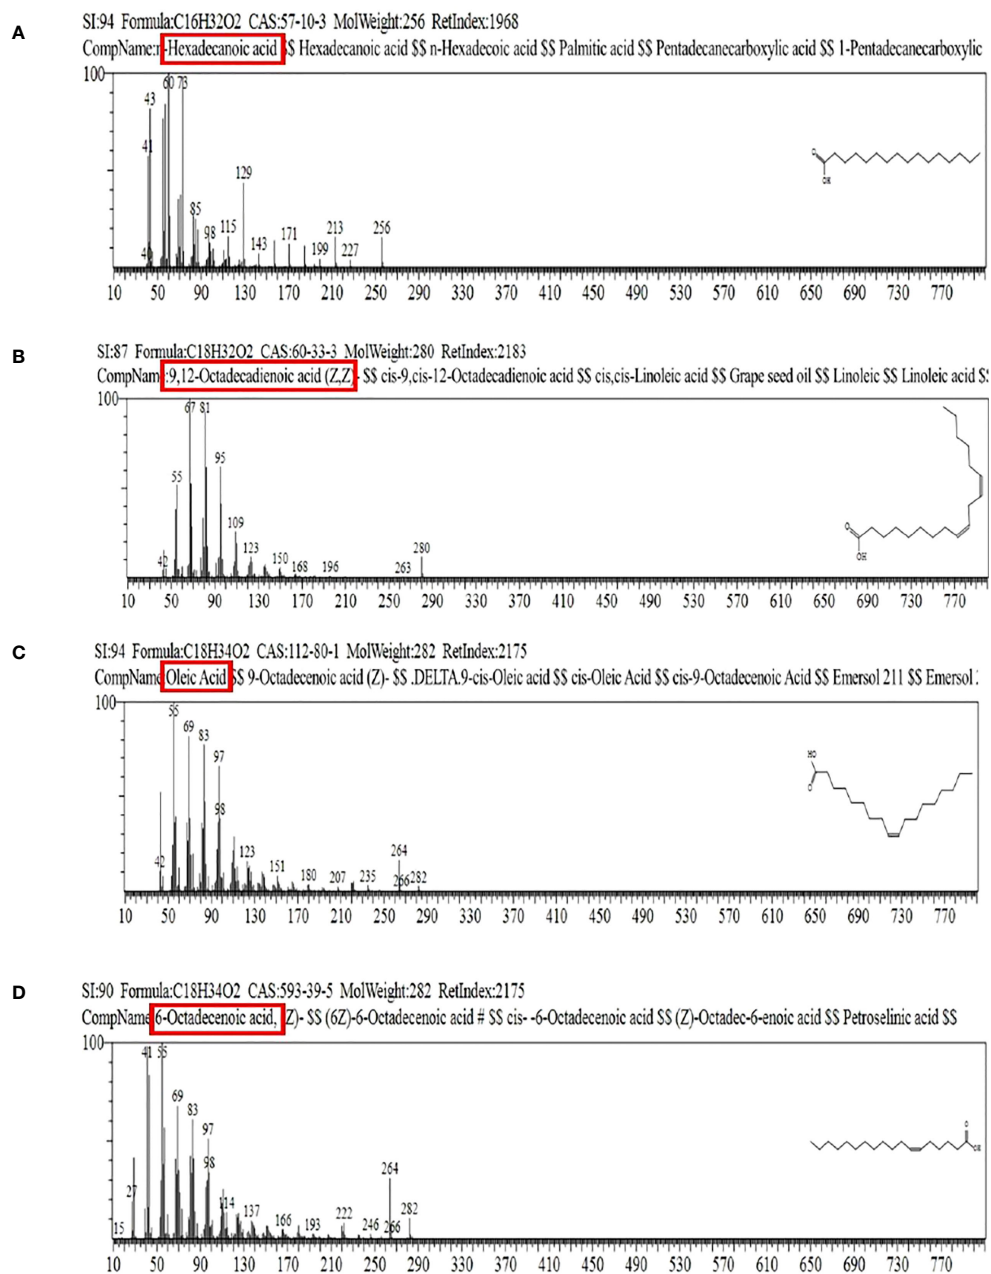 A
SI:94 Formula:C16H32O2 CAS:57-10-3 MolWeight:256 RetIndex:1968
CompName:n-Hexadecanoic acid $$ Hexadecanoic acid $$ n-Hexadecoic acid $$ Palmitic acid $$ Pentadecanecarboxylic acid $$ 1-Pentadecanecarboxylic
100
60 73
43
41
129
85
115
98
143
171
213
256
199
227
O
OH
10 50 90 130 170 210 250 290 330 370 410 450 490 530 570 610 650 690 730 770
B
SI:87 Formula:C18H32O2 CAS:60-33-3 MolWeight:280 RetIndex:2183
CompName:9,12-Octadecadienoic acid (Z,Z)- $$ cis-9,cis-12-Octadecadienoic acid $$ cis,cis-Linoleic acid $$ Grape seed oil $$ Linoleic $$ Linoleic acid $$
100
67 81
95
55
109
123
42
150
168
196
263
280
O
OH
10 50 90 130 170 210 250 290 330 370 410 450 490 530 570 610 650 690 730 770
C
SI:94 Formula:C18H34O2 CAS:112-80-1 MolWeight:282 RetIndex:2175
CompName:Oleic Acid $$ 9-Octadecenoic acid (Z)- $$ .DELTA.9-cis-Oleic acid $$ cis-Oleic Acid $$ cis-9-Octadecenoic Acid $$ Emersol 211 $$ Emersol
100
55
69
83
97
98
42
123
151
180
207
235
264
266
282
HO
O
10 50 90 130 170 210 250 290 330 370 410 450 490 530 570 610 650 690 730 770
D
SI:90 Formula:C18H34O2 CAS:593-39-5 MolWeight:282 RetIndex:2175
CompName:6-Octadecenoic acid, (Z)- $$ (6Z)-6-Octadecenoic acid # $$ cis- -6-Octadecenoic acid $$ (Z)-Octadec-6-enoic acid $$ Petroselinic acid $$
100
41 55
69
83
97
98
27
15
114
137
166
193
222
246
264
266
282
O
OH
10 50 90 130 170 210 250 290 330 370 410 450 490 530 570 610 650 690 730 770